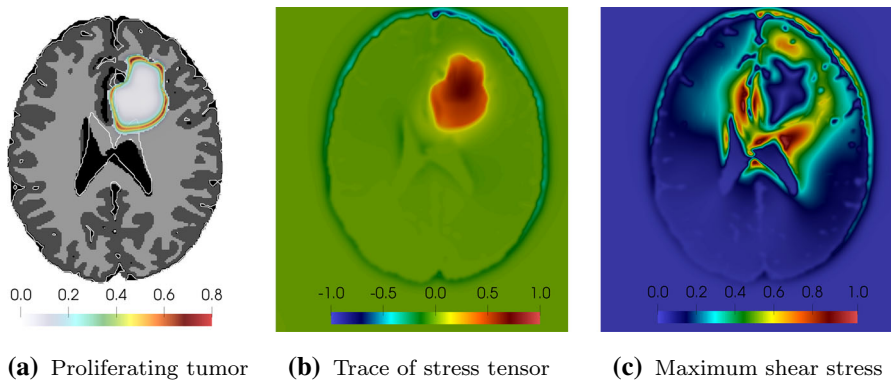 0.0 0.2 0.4 0.6 0.8
-1.0 -0.5 0.0 0.5 1.0
0.0 0.2 0.4 0.6 0.8 1.0
(a) Proliferating tumor
(b) Trace of stress tensor
(c) Maximum shear stress